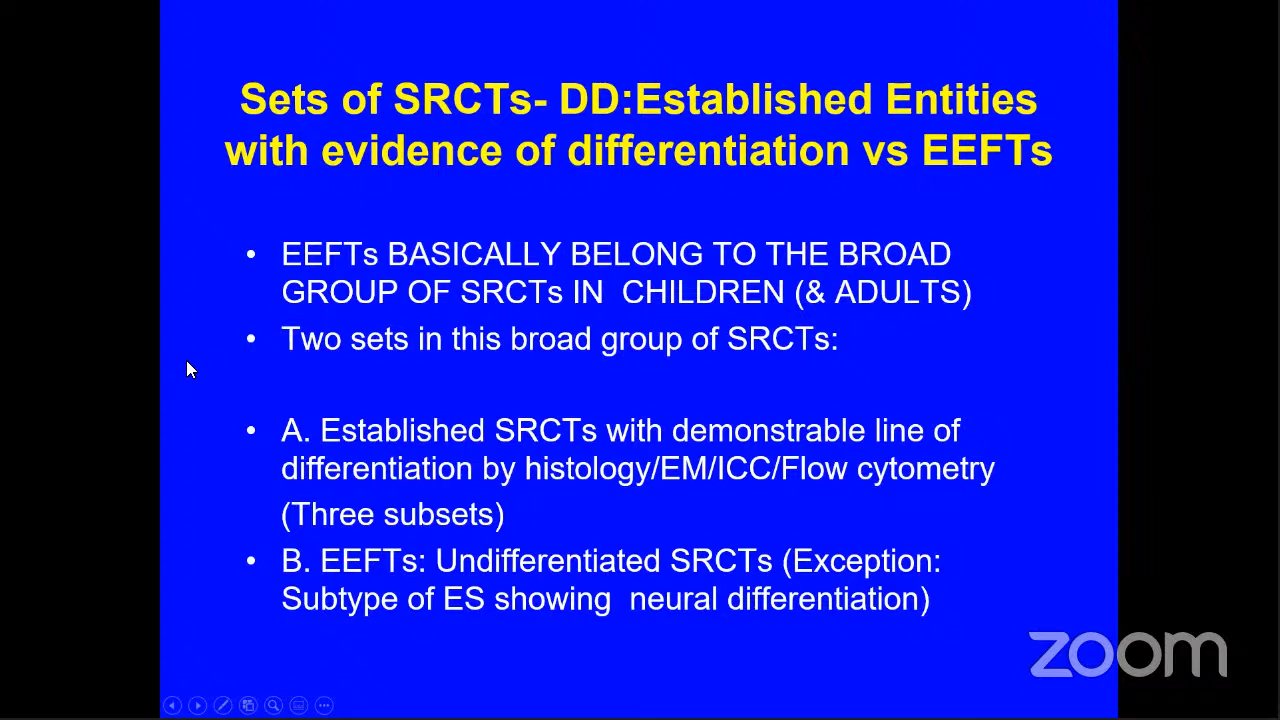 Sets of SRCTs- DD:Established Entities
with evidence of differentiation vs EEFTs
• EEFTs BASICALLY BELONG TO THE BROAD
GROUP OF SRCTs IN CHILDREN (& ADULTS)
• Two sets in this broad group of SRCTs:
• A. Established SRCTs with demonstrable line of
differentiation by histology/EM/ICC/Flow cytometry
(Three subsets)
• B. EEFTs: Undifferentiated SRCTs (Exception:
Subtype of ES showing neural differentiation)
zoom